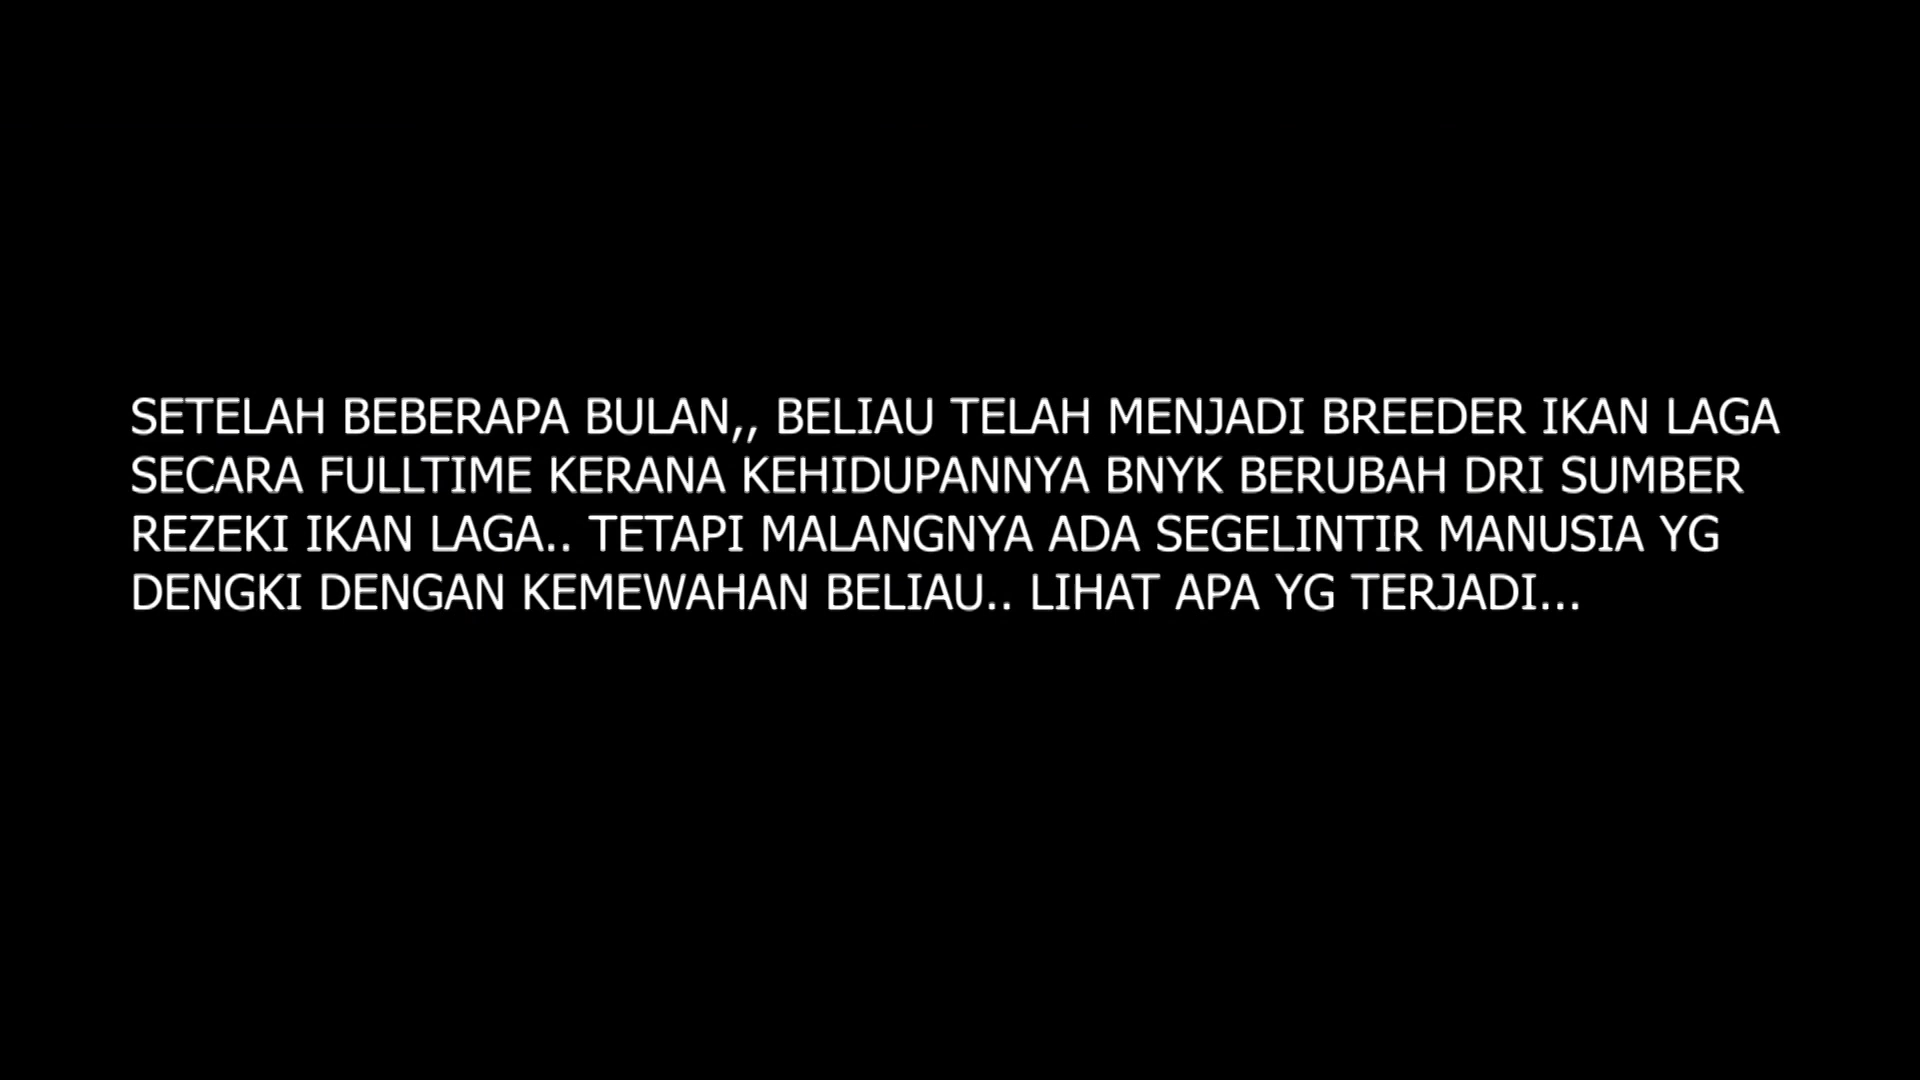 SETELAH BEBERAPA BULAN,, BELIAU TELAH MENJADI BREEDER IKAN LAGA
SECARA FULLTIME KERANA KEHIDUPANNYA BNYK BERUBAH DRI SUMBER
REZEKI IKAN LAGA.. TETAPI MALANGNYA ADA SEGELINTIR MANUSIA YG
DENGKI DENGAN KEMEWAHAN BELIAU.. LIHAT APA YG TERJADI...